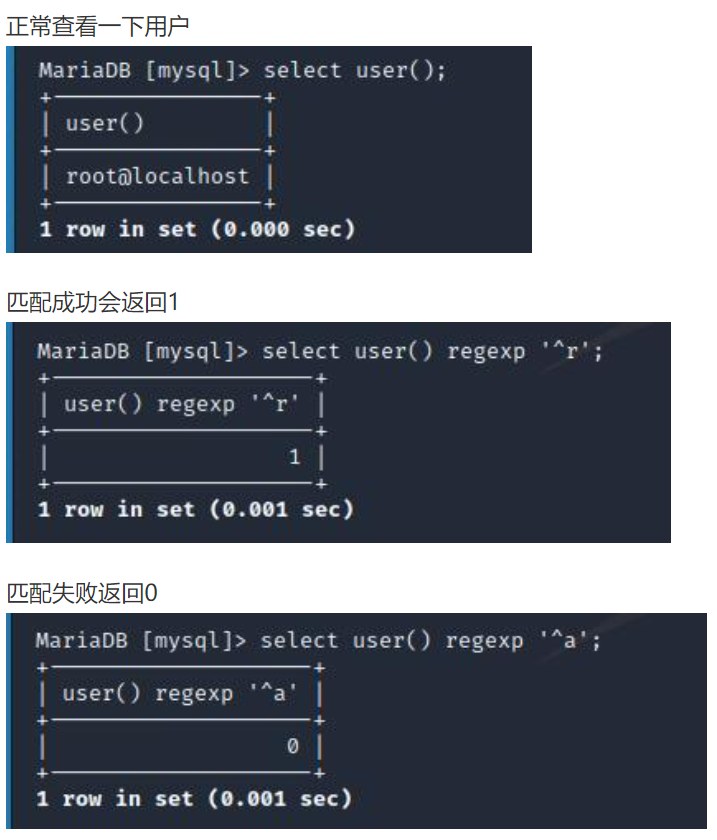 正常查看一下用户
MariaDB [mysql]> select user();
+————————————————+
| user()         |
+————————————————+
| root@localhost |
+————————————————+
1 row in set (0.000 sec)
匹配成功会返回1
MariaDB [mysql]> select user() regexp '^r';
+————————————————————+
| user() regexp '^r' |
+————————————————————+
|                  1 |
+————————————————————+
1 row in set (0.001 sec)
匹配失败返回0
MariaDB [mysql]> select user() regexp '^a';
+————————————————————+
| user() regexp '^a' |
+————————————————————+
|                  0 |
+————————————————————+
1 row in set (0.001 sec)